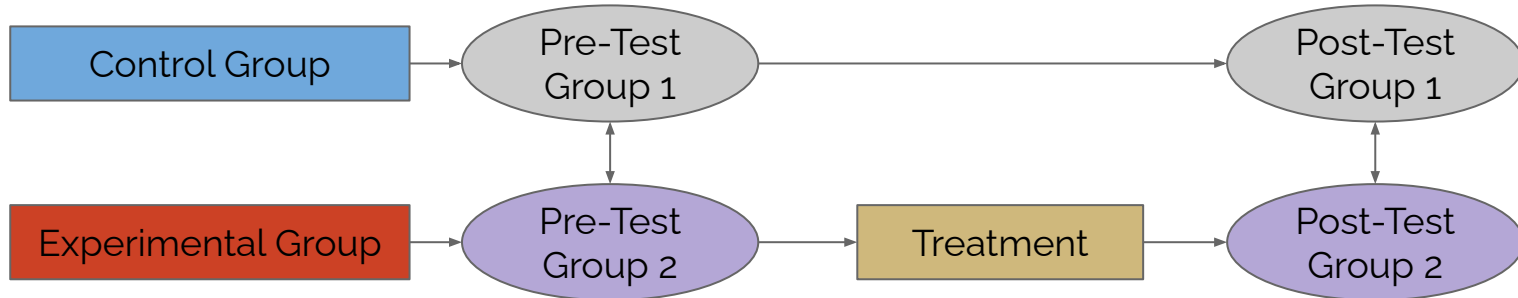 Control Group
Pre-Test
Group 1
Post-Test
Group 1
Experimental Group
Pre-Test
Group 2
Treatment
Post-Test
Group 2